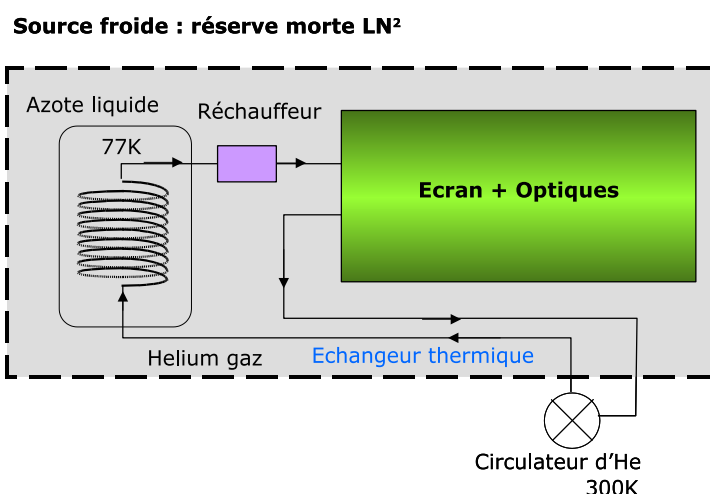 Source froide : réserve morte LN²
Azote liquide
Réchauffeur
77K
Ecran + Optiques
Helium gaz
Echangeur thermique
Circulateur d’He
300K